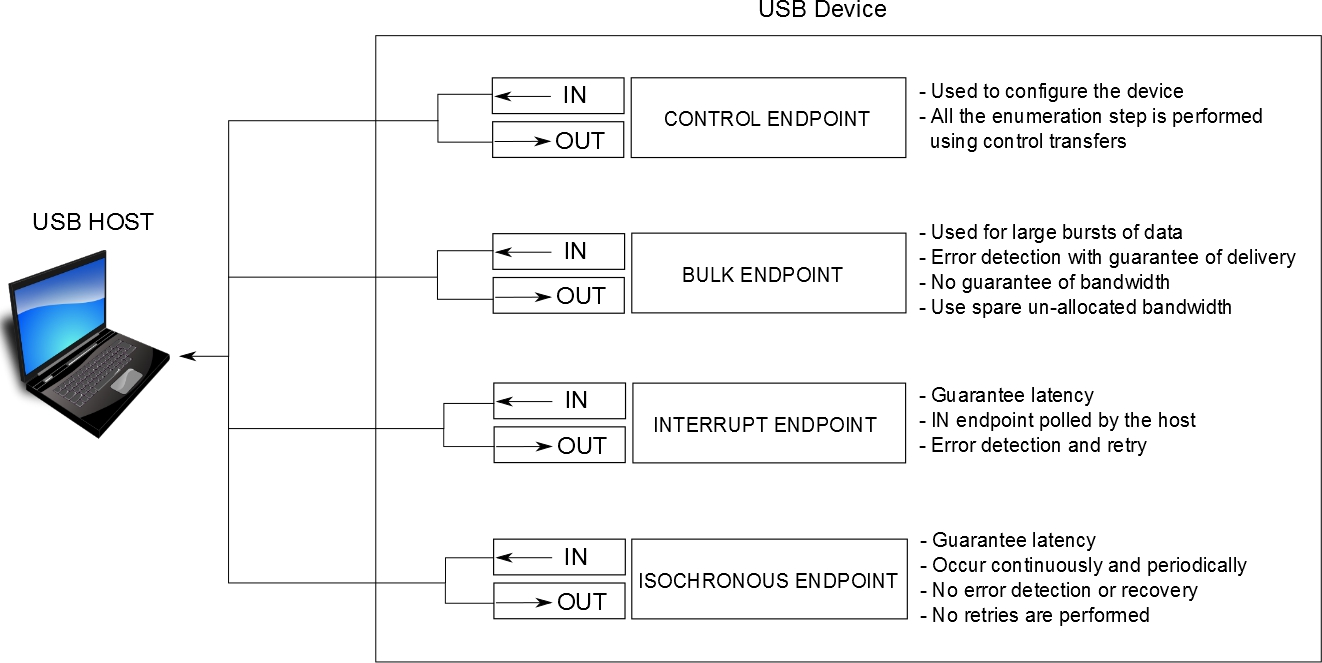 USB Device
IN
OUT
CONTROL ENDPOINT
- Used to configure the device
- All the enumeration step is performed
using control transfers
USB HOST
IN
OUT
BULK ENDPOINT
- Used for large bursts of data
- Error detection with guarantee of delivery
- No guarantee of bandwidth
- Use spare un-allocated bandwidth
IN
OUT
INTERRUPT ENDPOINT
- Guarantee latency
- IN endpoint polled by the host
- Error detection and retry
IN
OUT
ISOCHRONOUS ENDPOINT
- Guarantee latency
- Occur continuously and periodically
- No error detection or recovery
- No retries are performed